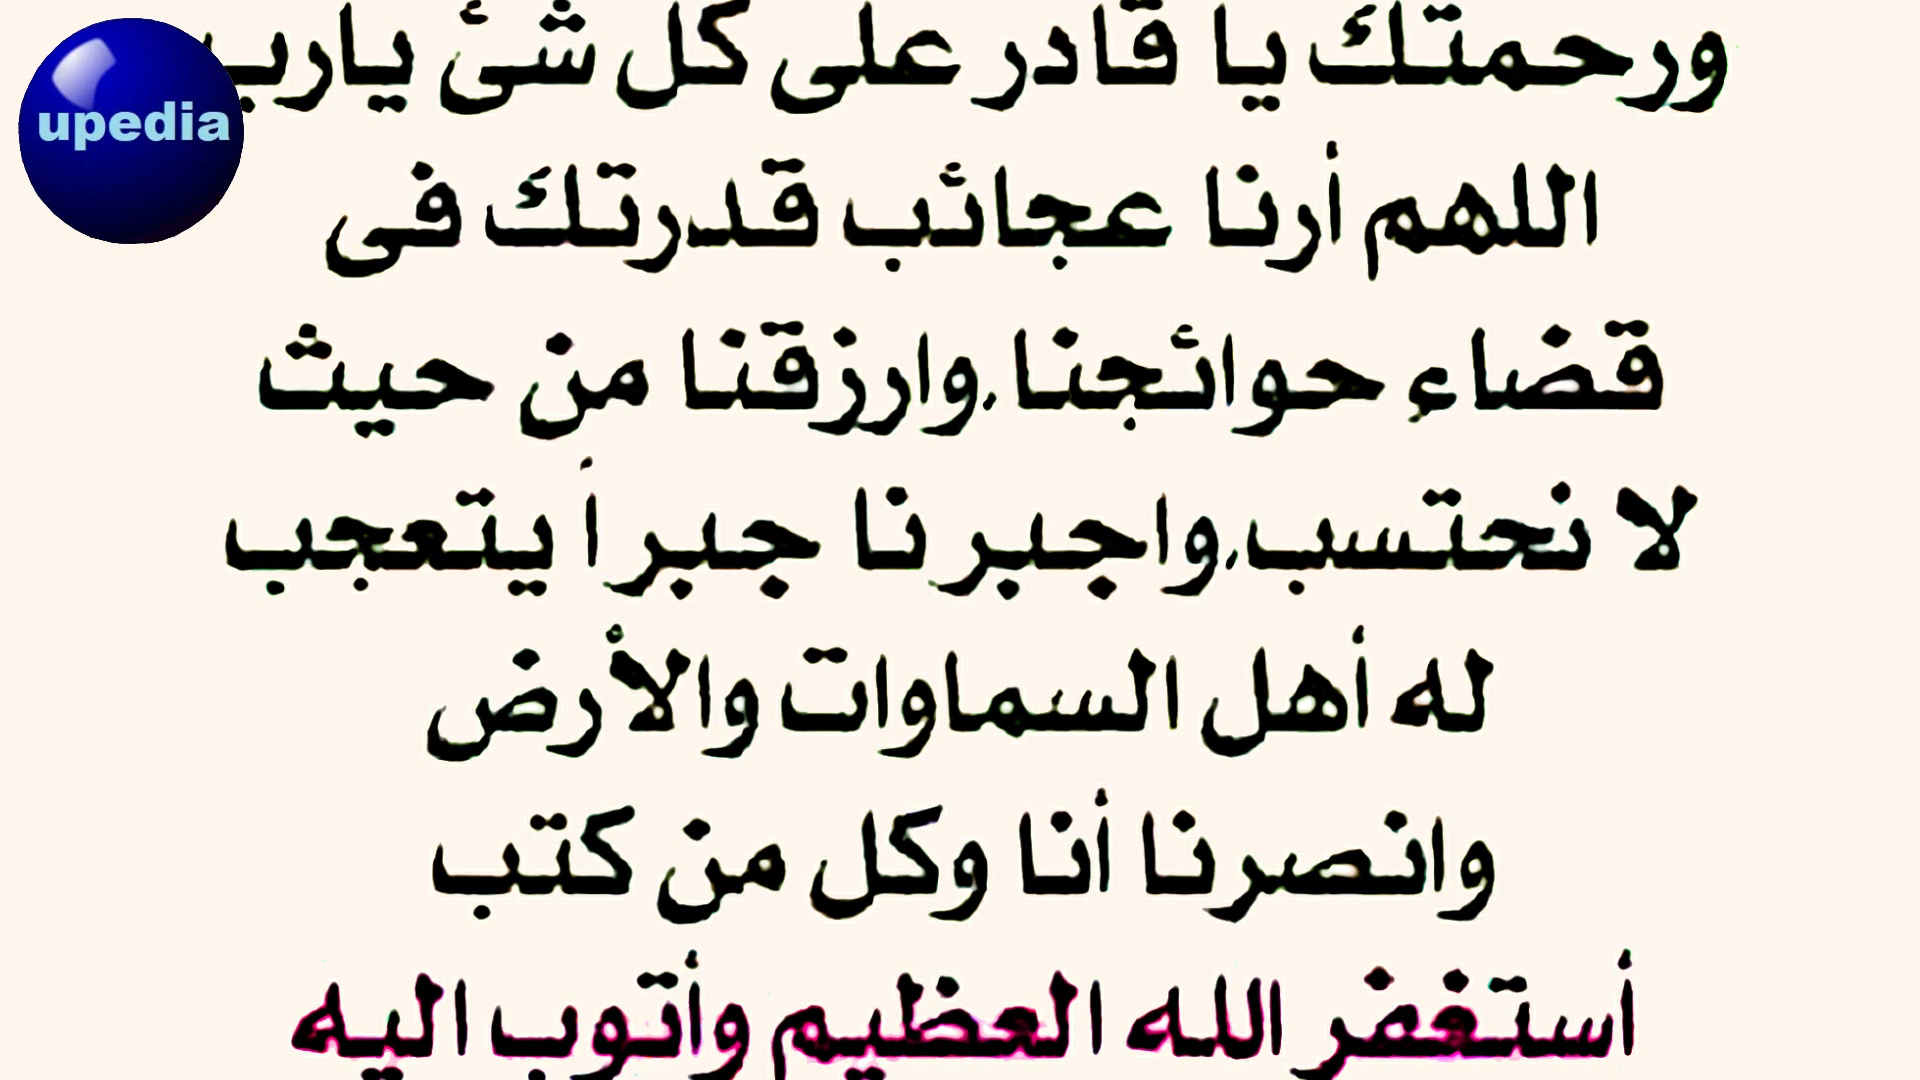 upedia
ورحمتك يا قادر على كل شئ يارب
اللهم أرنا عجائب قدرتك فى
قضاء حوائجنا,وارزقنا من حيث
لا نحتسب,واجبرنا جبراً يتعجب
له أهل السماوات والأرض
وانصرنا أنا وكل من كتب
أستغفر الله العظيم وأتوب اليه